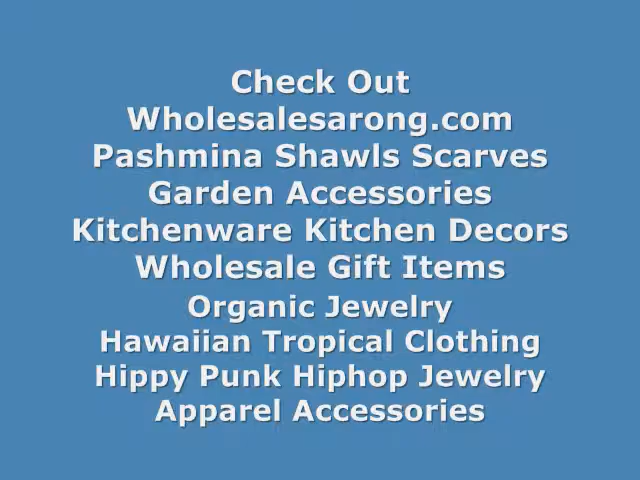 Check Out
Wholesalesarong.com
Pashmina Shawls Scarves
Garden Accessories
Kitchenware Kitchen Decors
Wholesale Gift Items
Organic Jewelry
Hawaiian Tropical Clothing
Hippy Punk Hiphop Jewelry
Apparel Accessories